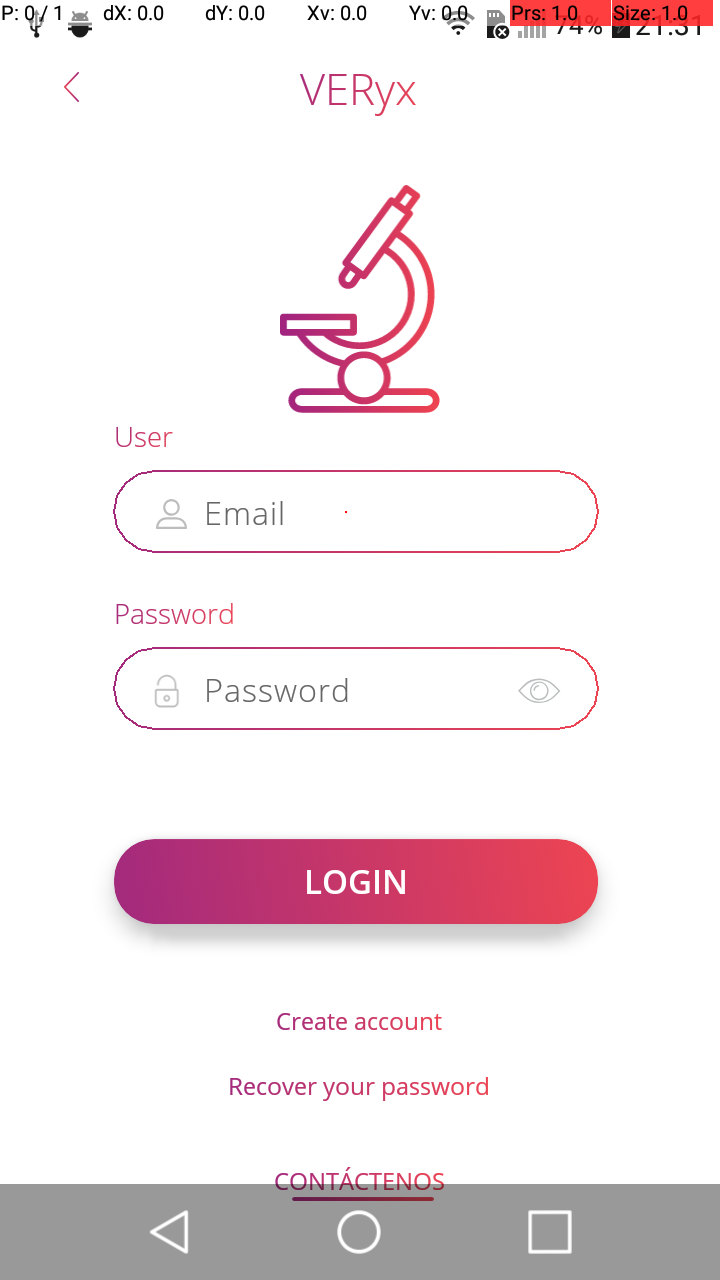 P: 0 / 1 dX: 0.0 dY: 0.0 Xv: 0.0 Yv: 0.0 Prs: 1.0 Size: 1.0
74% 21:31
VERyx
User
Email
Password
Password
LOGIN
Create account
Recover your password
CONTÁCTENOS